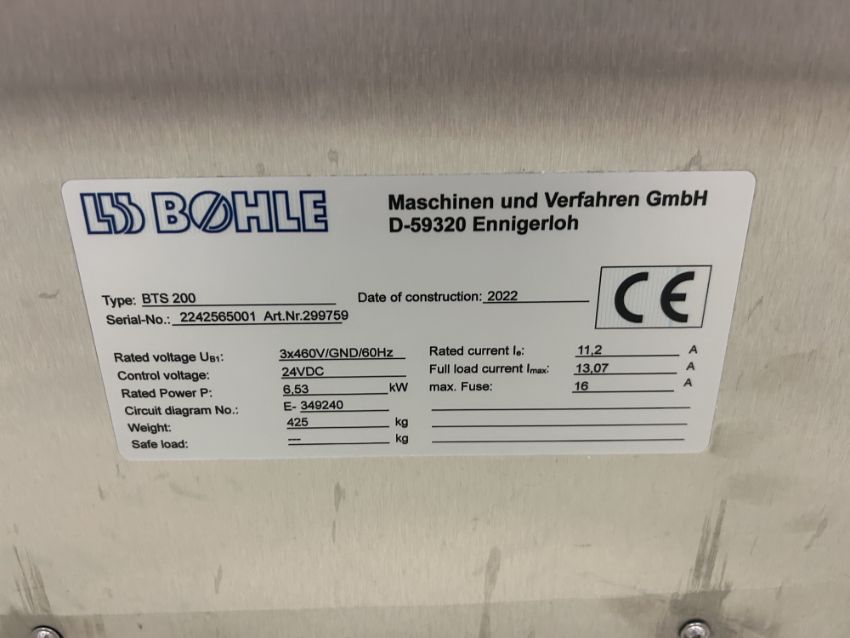 LBB BØHLE
Maschinen und Verfahren GmbH
D-59320 Ennigerloh
Type: BTS 200
Date of construction: 2022
CE
Serial-No.: 2242565001 Art.Nr.299759
Rated voltage UB1: 3x460V/GND/60Hz
Control voltage: 24VDC
Rated Power P: 6,53 kW
Circuit diagram No.: E- 349240
Weight: 425 kg
Safe load: --- kg
Rated current Ie: 11,2 A
Full load current Imax: 13,07 A
max. Fuse: 16 A